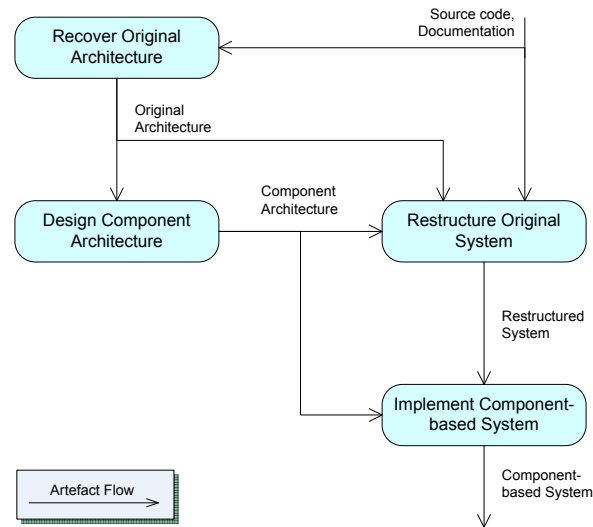 Source code,
Documentation
Recover Original
Architecture
Original
Architecture
Component
Architecture
Design Component
Architecture
Restructure Original
System
Restructured
System
Implement Component-
based System
Artefact Flow
Component-
based System